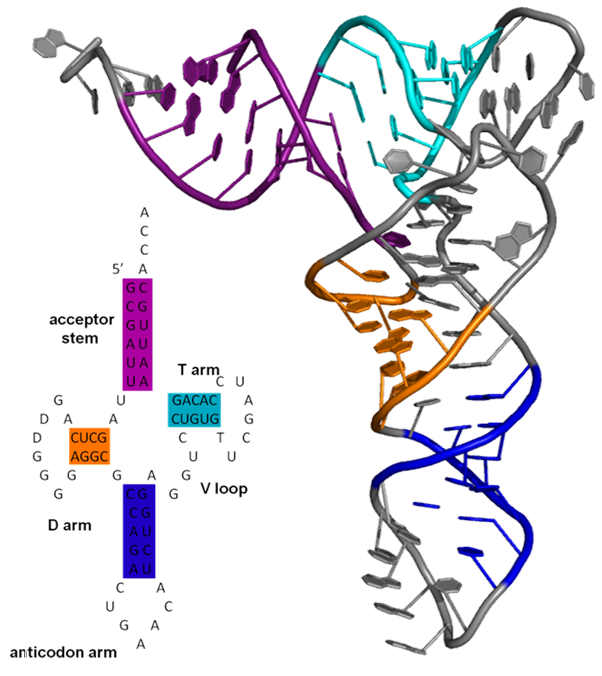 A
C
C
5’ A
G C
C G
acceptor G U
stem A U
U A
T arm
U A C U
G U GACAC A
D A A CUGUG G
D CUCG C T C
G AGGC U U
G G G A G
V loop
G C G G
D arm C G
A U
G C
A U
C A
U C
G A
A
anticodon arm